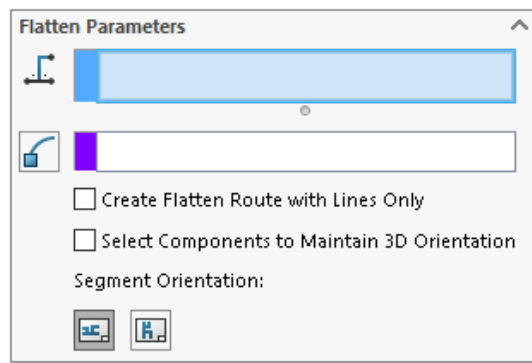 Flatten Parameters
Create Flatten Route with Lines Only
Select Components to Maintain 3D Orientation
Segment Orientation: